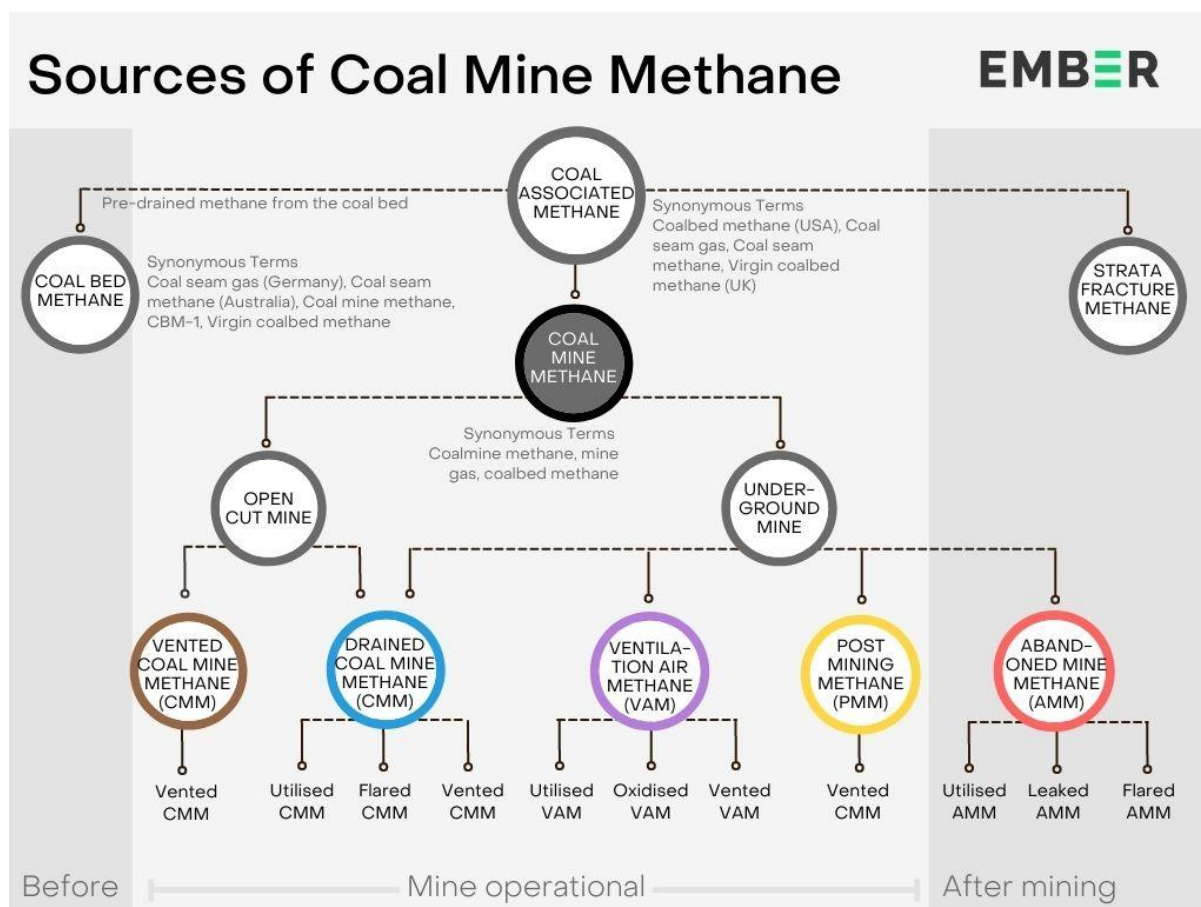 Sources of Coal Mine Methane
EMBER
COAL
ASSOCIATED
METHANE
Pre-drained methane from the coal bed
Synonymous Terms
Coalbed methane (USA), Coal
seam gas, Coal seam
methane, Virgin coalbed
methane (UK)
COAL BED
METHANE
Synonymous Terms
Coal seam gas (Germany), Coal seam
methane (Australia), Coal mine methane,
CBM-1, Virgin coalbed methane
STRATA
FRACTURE
METHANE
COAL
MINE
METHANE
Synonymous Terms
Coalmine methane, mine
gas, coalbed methane
OPEN
CUT MINE
UNDER-
GROUND
MINE
VENTED
COAL MINE
METHANE
(CMM)
DRAINED
COAL MINE
METHANE
(CMM)
VENTILA-
TION AIR
METHANE
(VAM)
POST
MINING
METHANE
(PMM)
ABAND-
ONED MINE
METHANE
(AMM)
Vented
CMM
Utilised
CMM
Flared
CMM
Vented
CMM
Utilised
VAM
Oxidised
VAM
Vented
VAM
Vented
CMM
Utilised
AMM
Leaked
AMM
Flared
AMM
Before
Mine operational
After mining